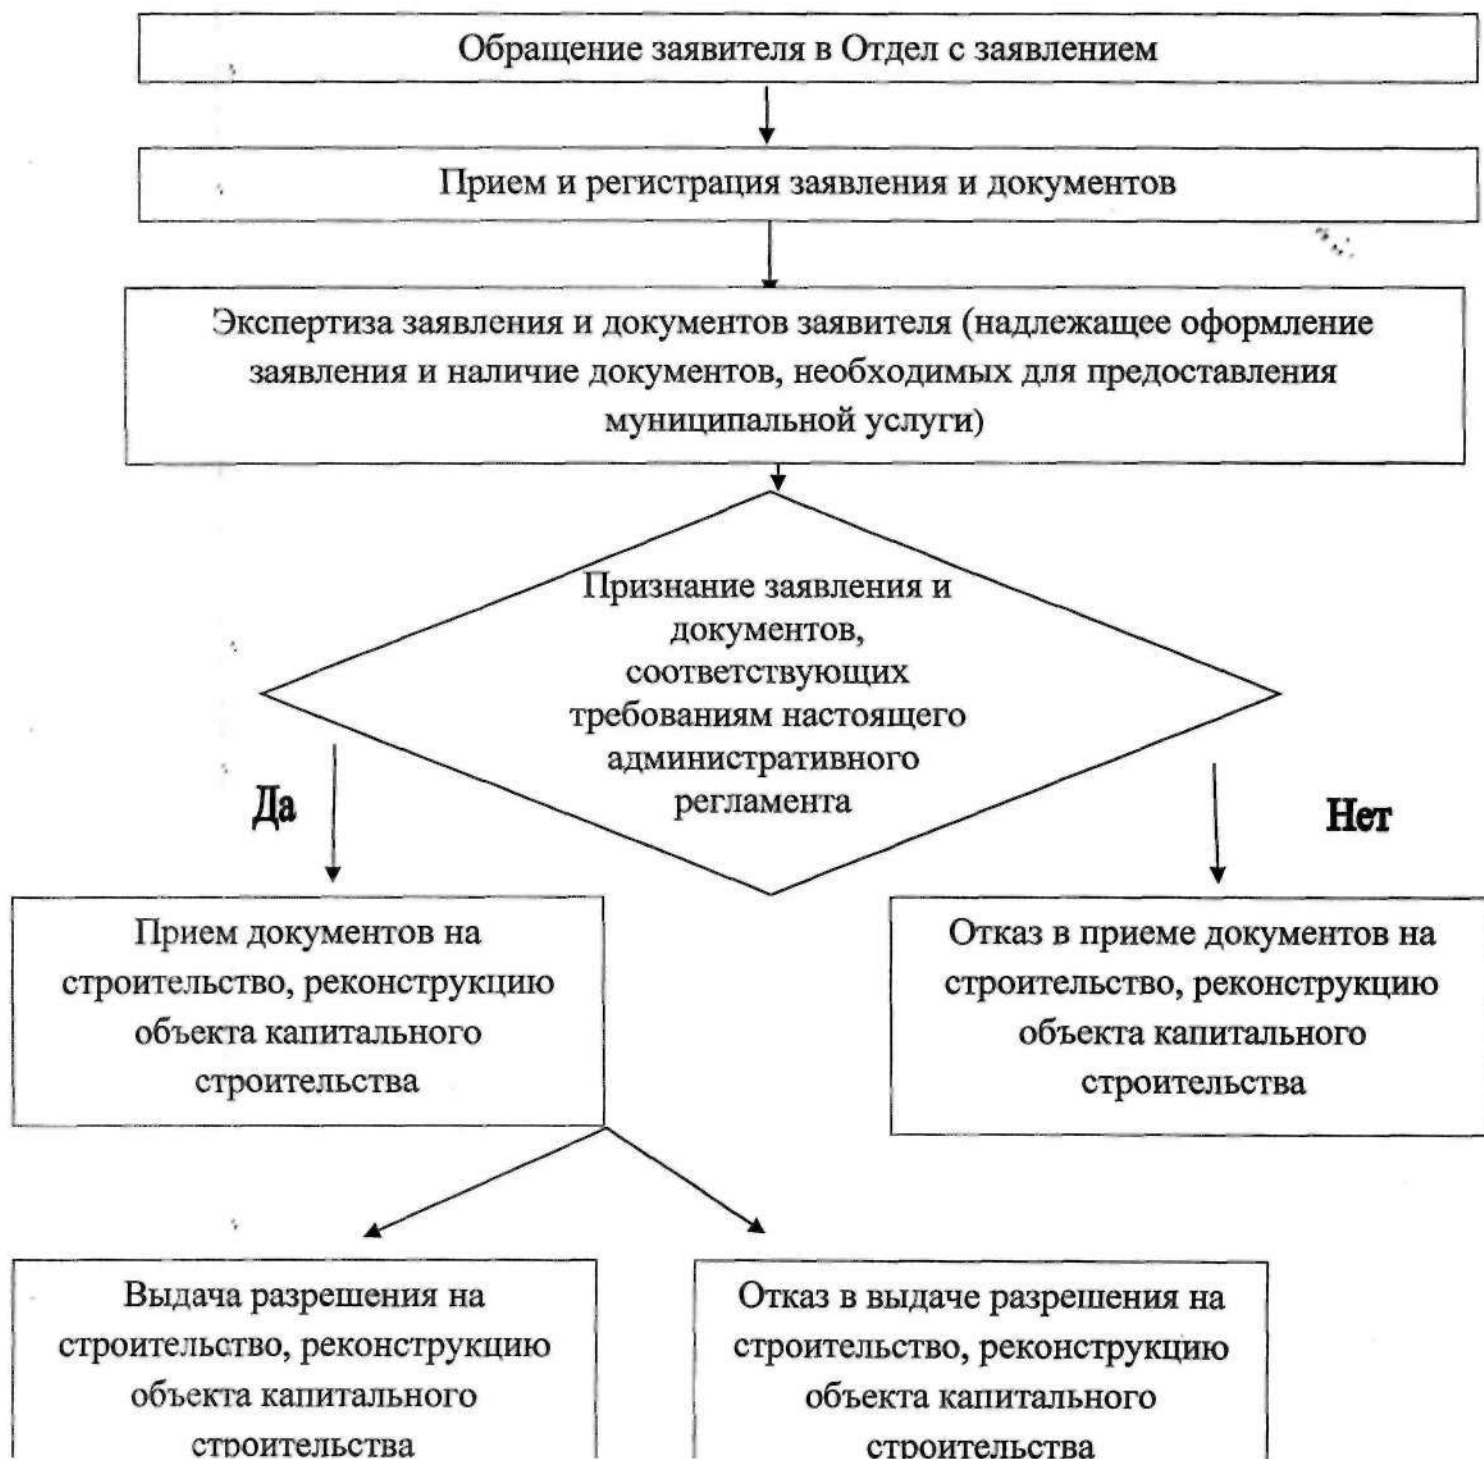 Обращение заявителя в Отдел с заявлением
Прием и регистрация заявления и документов
Экспертиза заявления и документов заявителя (надлежащее оформление
заявления и наличие документов, необходимых для предоставления
муниципальной услуги)
Признание заявления и
документов,
соответствующих
требованиям настоящего
административного
регламента
Да
Нет
Прием документов на
строительство, реконструкцию
объекта капитального
строительства
Отказ в приеме документов на
строительство, реконструкцию
объекта капитального
строительства
Выдача разрешения на
строительство, реконструкцию
объекта капитального
строительства
Отказ в выдаче разрешения на
строительство, реконструкцию
объекта капитального
строительства